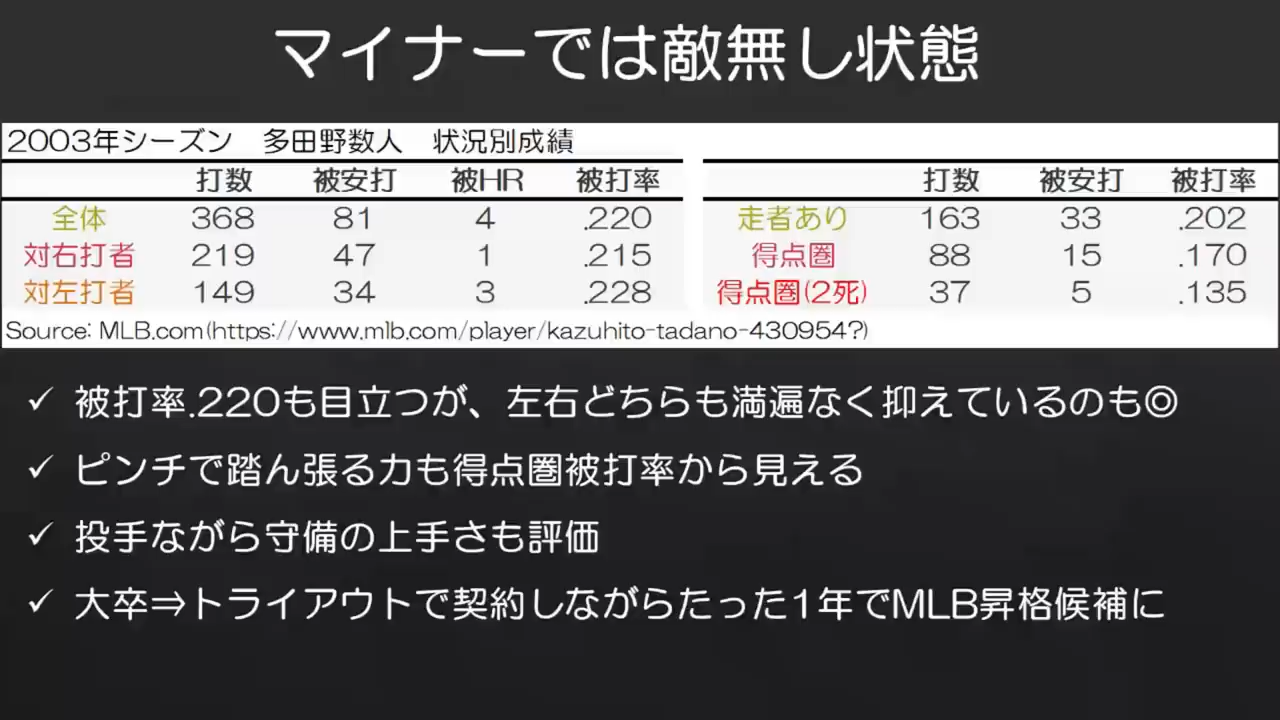 マイナーでは敵無し状態
2003年シーズン 多田野数人 状況別成績
打数 被安打 被HR 被打率
全体 368 81 4 .220
対右打者 219 47 1 .215
対左打者 149 34 3 .228
打数 被安打 被打率
走者あり 163 33 .202
得点圏 88 15 .170
得点圏(2死) 37 5 .135
Source: MLB.com(https://www.mlb.com/player/kazuhito-tadano-430954?)
✓ 被打率.220も目立つが、左右どちらも満遍なく抑えているのも◎
✓ ピンチで踏ん張る力も得点圏被打率から見える
✓ 投手ながら守備の上手さも評価
✓ 大卒⇒トライアウトで契約しながらたった1年でMLB昇格候補に